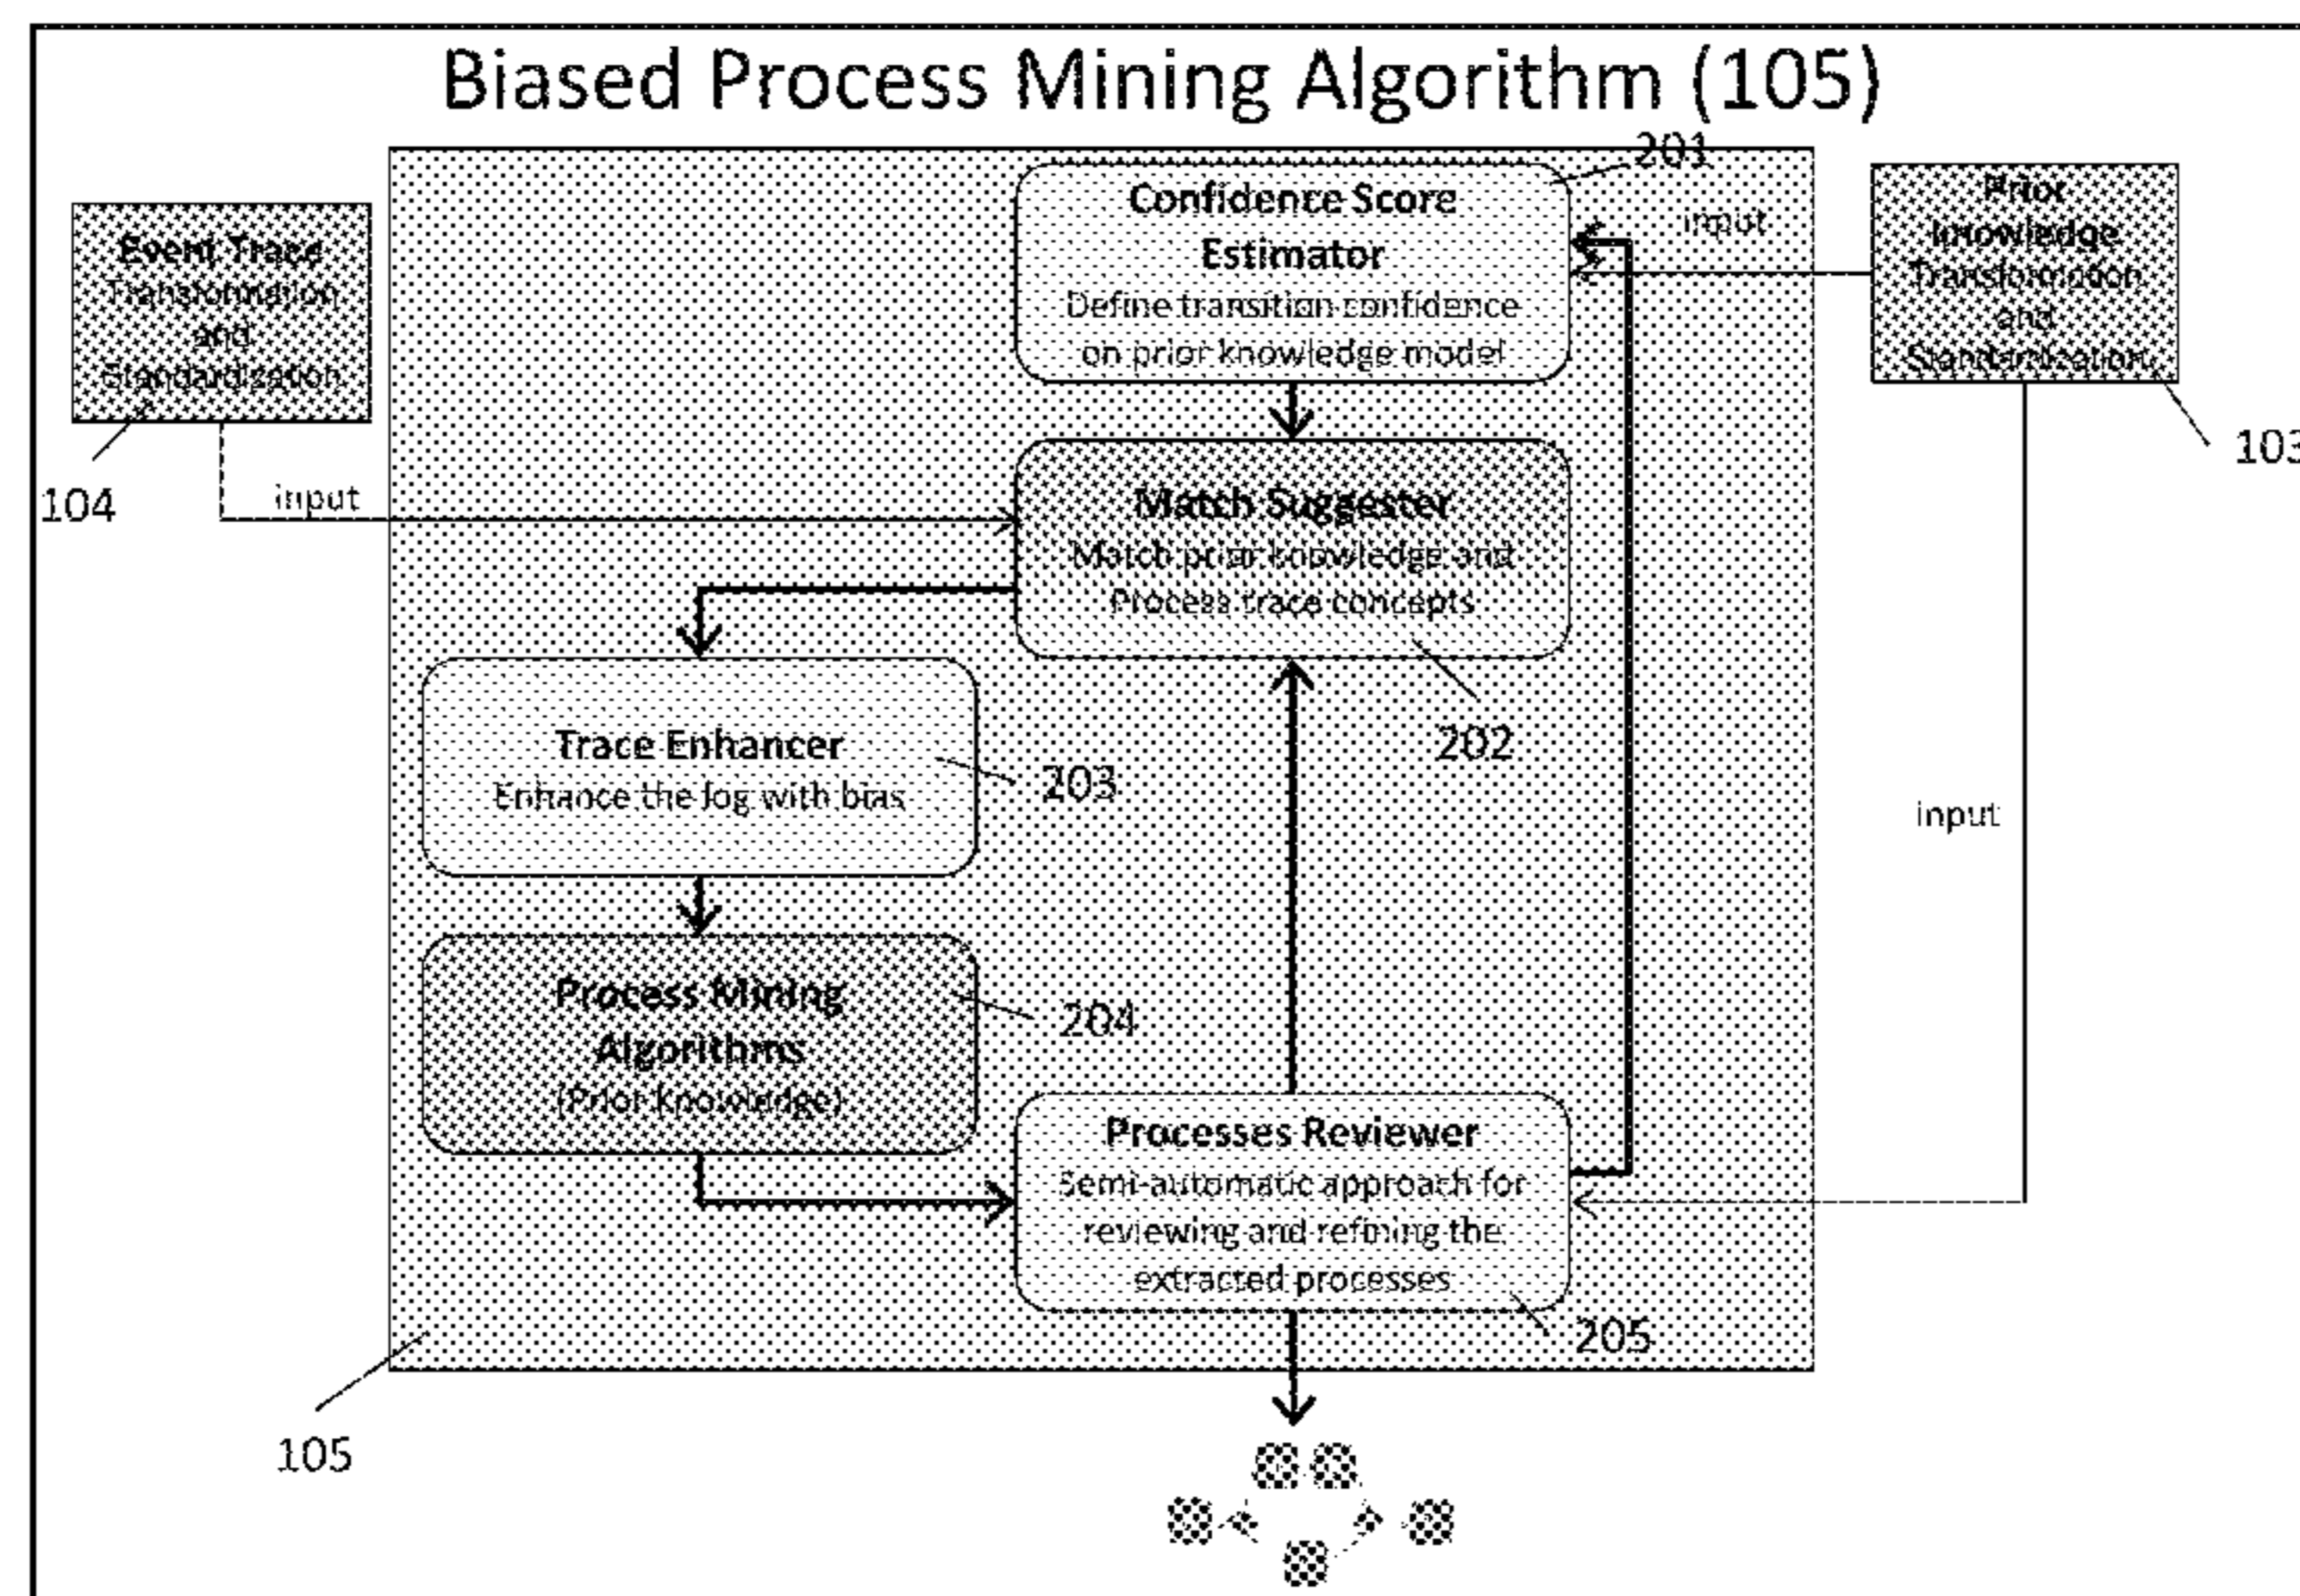 Biased Process Mining Algorithm (105)
201
Confidence Score
Estimator
Define transition confidence
on prior knowledge model
input
Prior
knowledge
Transformation
and
Standardization
103
Event Trace
Transformation
and
Standardization
104
input
Match Suggester
Match prior knowledge and
Process trace concepts
202
Trace Enhancer
Enhance the log with bias
203
input
Process Mining
Algorithms
(Prior knowledge)
204
Processes Reviewer
Semi-automatic approach for
reviewing and refining the
extracted processes
205
105